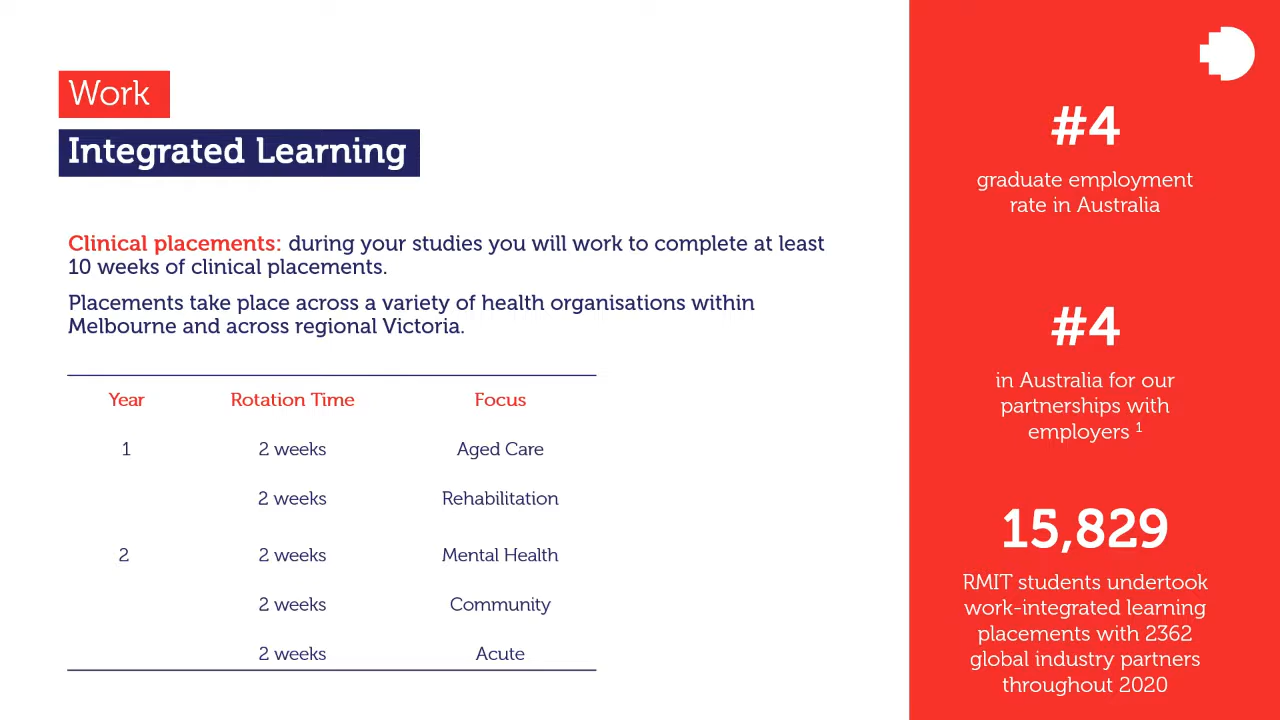 Work
Integrated Learning
Clinical placements: during your studies you will work to complete at least
10 weeks of clinical placements.
Placements take place across a variety of health organisations within
Melbourne and across regional Victoria.
Year Rotation Time Focus
1 2 weeks Aged Care
2 weeks Rehabilitation
2 2 weeks Mental Health
2 weeks Community
2 weeks Acute
#4
graduate employment
rate in Australia
#4
in Australia for our
partnerships with
employers ¹
15,829
RMIT students undertook
work-integrated learning
placements with 2362
global industry partners
throughout 2020